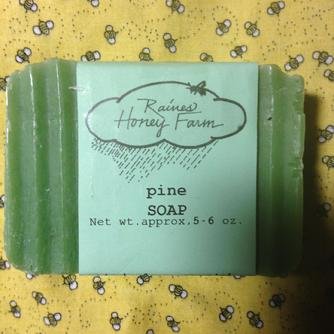 Raines
Honey Farm
pine
SOAP
Net wt.approx.5-6 oz.